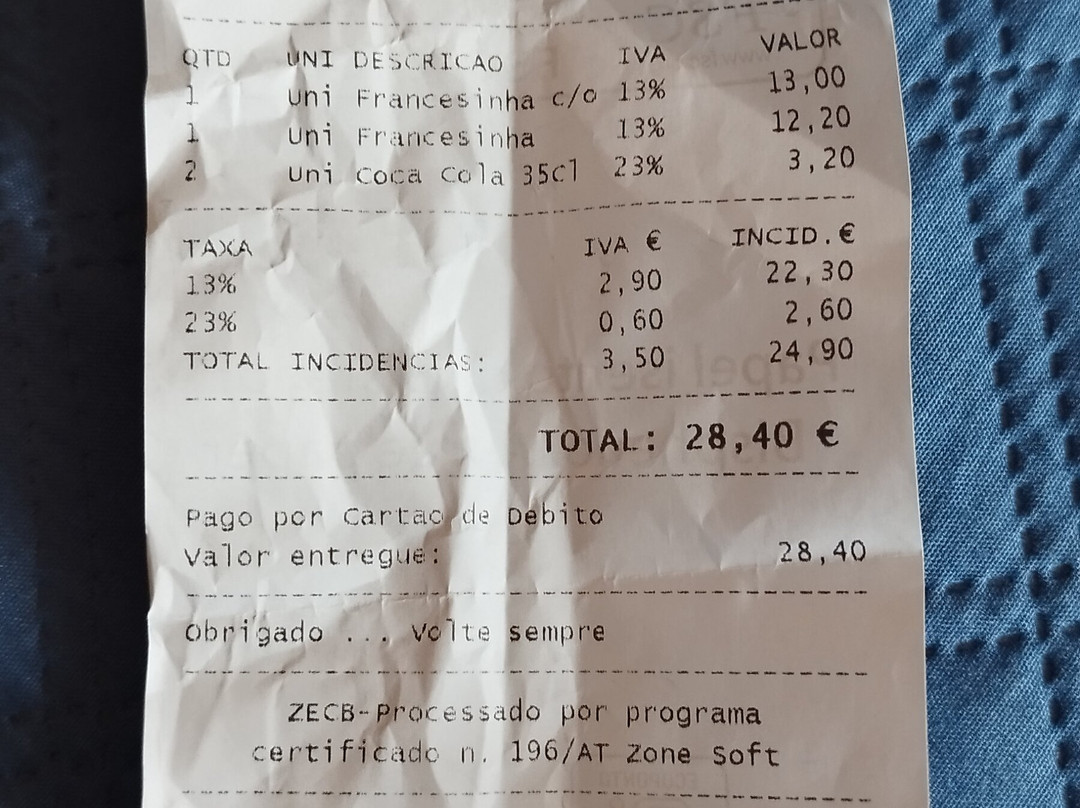 QTD UNI DESCRICAO IVA VALOR
1 Uni Francesinha c/o 13% 13,00
1 Uni Francesinha 13% 12,20
2 Uni Coca Cola 35Cl 23% 3,20
TAXA IVA € INCID.€
13% 2,90 22,30
23% 0,60 2,60
TOTAL INCIDENCIAS: 3,50 24,90
TOTAL: 28,40 €
Pago por Cartao de Debito
Valor entregue: 28,40
Obrigado ... Volte sempre
ZECB-Processado por programa
certificado n. 196/AT Zone Soft